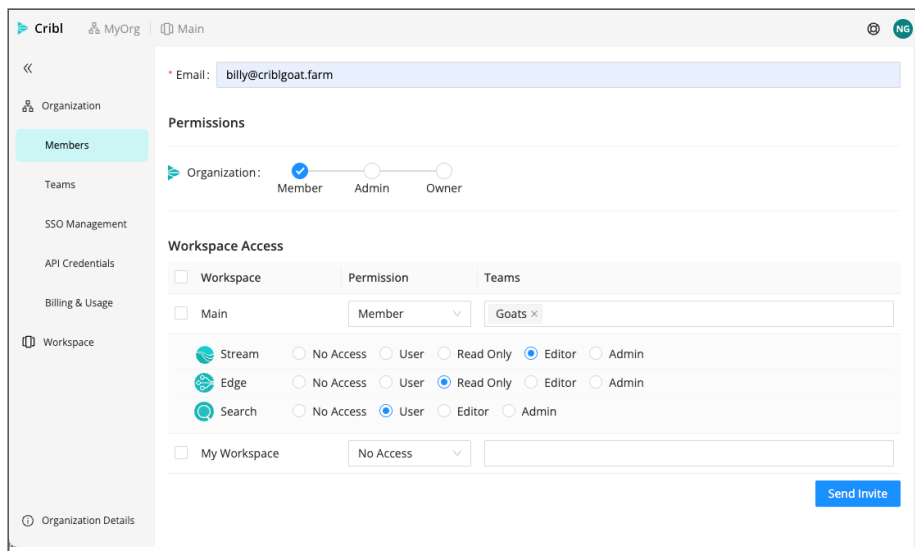 Cribl MyOrg Main NG
* Email: billy@criblgoat.farm
Organization
Permissions
Members
Organization:
Member Admin Owner
Teams
SSO Management
Workspace Access
API Credentials
Workspace Permission Teams
Billing & Usage
Main Member Goats ×
Workspace
Stream No Access User Read Only Editor Admin
Edge No Access User Read Only Editor Admin
Search No Access User Editor Admin
My Workspace No Access
Send Invite
Organization Details